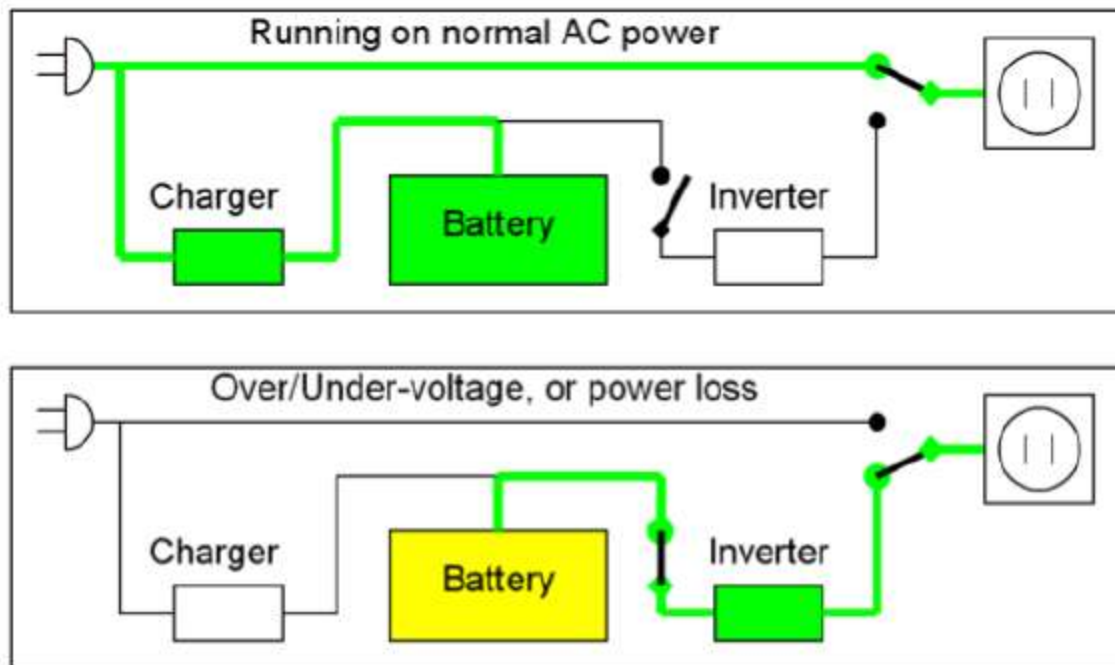 Running on normal AC power
Charger
Battery
Inverter
Over/Under-voltage, or power loss
Charger
Battery
Inverter